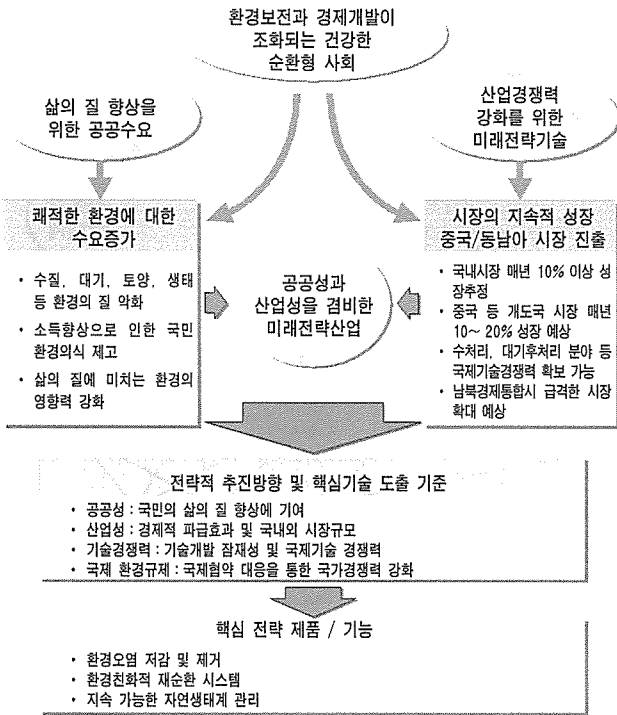 환경보전과 경제개발이
조화되는 건강한
순환형 사회
삶의 질 향상을
위한 공공수요
산업경쟁력
강화를 위한
미래전략기술
쾌적한 환경에 대한
수요증가
• 수질, 대기, 토양, 생태
등 환경의 질 악화
• 소득향상으로 인한 국민
환경의식 제고
• 삶의 질에 미치는 환경의
영향력 강화
공공성과
산업성을 겸비한
미래전략산업
시장의 지속적 성장
중국/동남아 시장 진출
• 국내시장 매년 10% 이상 성
장추정
• 중국 등 개도국 시장 매년
10~ 20% 성장 예상
• 수처리, 대기후처리 분야 등
국제기술경쟁력 확보 가능
• 남북경제통합시 급격한 시장
확대 예상
전략적 추진방향 및 핵심기술 도출 기준
• 공공성 : 국민의 삶의 질 향상에 기여
• 산업성 : 경제적 파급효과 및 국내외 시장규모
• 기술경쟁력 : 기술개발 잠재성 및 국제기술 경쟁력
• 국제 환경규제 : 국제협약 대응을 통한 국가경쟁력 강화
핵심 전략 제품 / 기능
• 환경오염 저감 및 제거
• 환경친화적 재순환 시스템
• 지속 가능한 자연생태계 관리